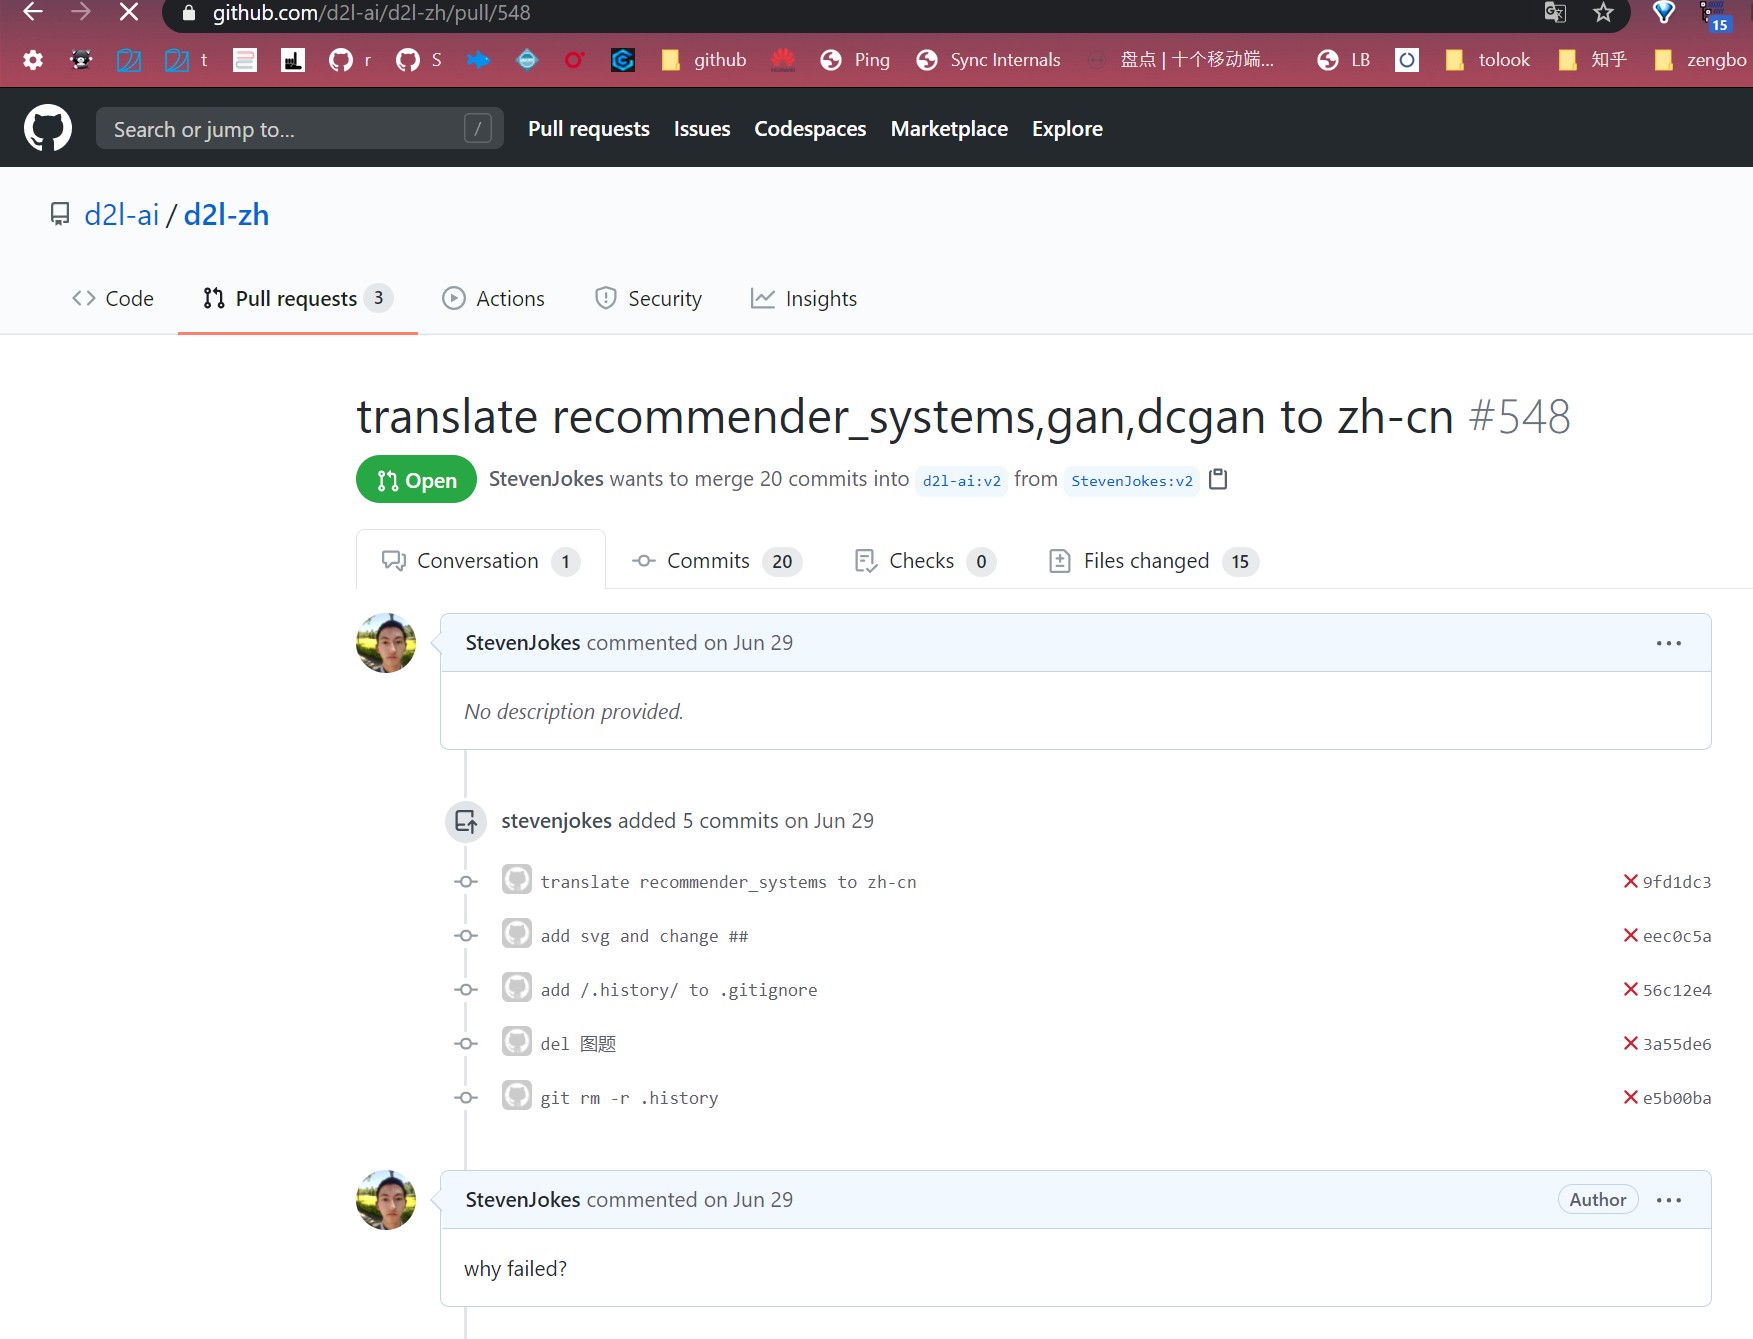 github.com/d2l-ai/d2l-zh/pull/548
15
t r S github Ping Sync Internals 盘点 | 十个移动端... LB tolook 知乎 zengbo
Search or jump to... / Pull requests Issues Codespaces Marketplace Explore
d2l-ai / d2l-zh
Code Pull requests 3 Actions Security Insights
translate recommender_systems,gan,dcgan to zh-cn #548
Open StevenJokes wants to merge 20 commits into d2l-ai:v2 from StevenJokes:v2
Conversation 1 Commits 20 Checks 0 Files changed 15
StevenJokes commented on Jun 29 ...
No description provided.
stevenjokes added 5 commits on Jun 29
translate recommender_systems to zh-cn 9fd1dc3
add svg and change ## eec0c5a
add /.history/ to .gitignore 56c12e4
del 图题 3a55de6
git rm -r .history e5b00ba
StevenJokes commented on Jun 29 Author ...
why failed?